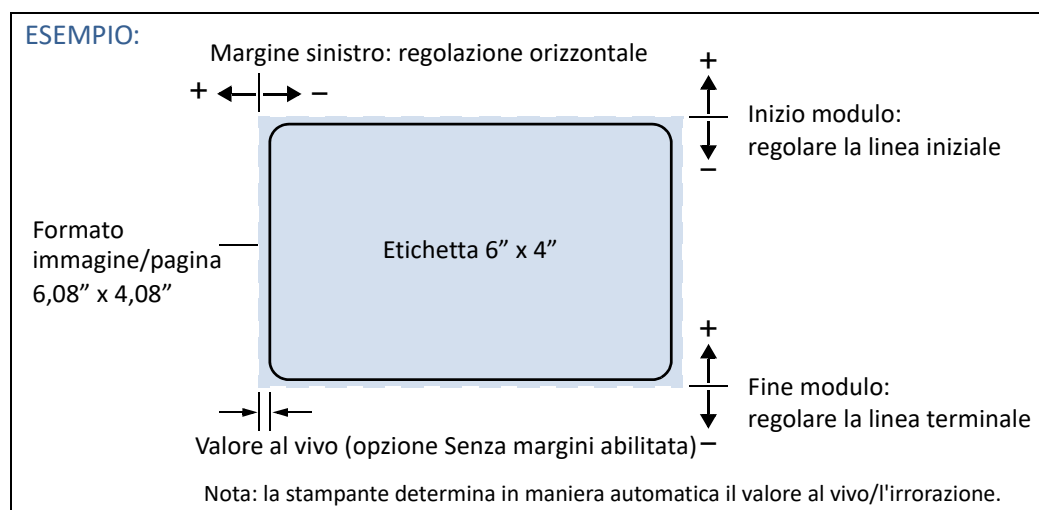 ESEMPIO:
Margine sinistro: regolazione orizzontale
+ –
+
–
Inizio modulo:
regolare la linea iniziale
Formato
immagine/pagina
6,08” x 4,08”
Etichetta 6” x 4”
+
–
Fine modulo:
regolare la linea terminale
Valore al vivo (opzione Senza margini abilitata)
Nota: la stampante determina in maniera automatica il valore al vivo/l'irrorazione.